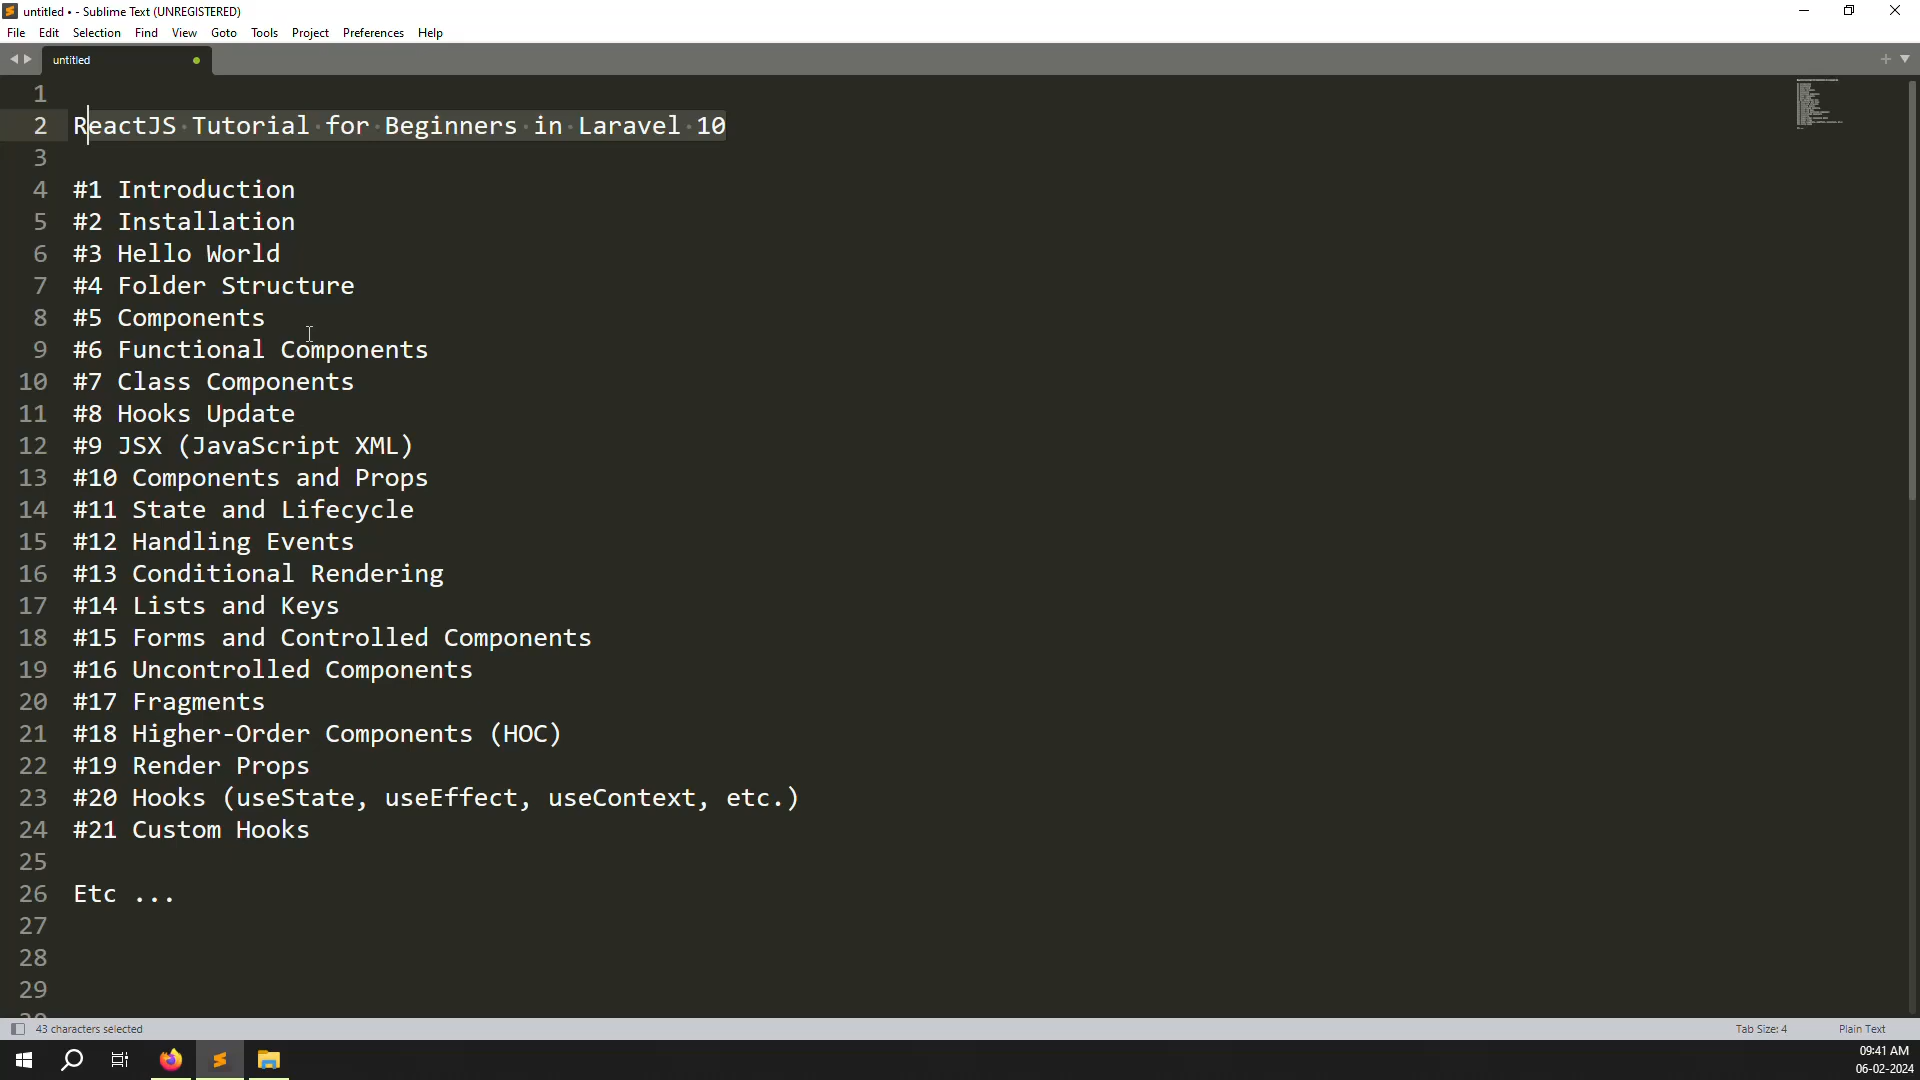 untitled • - Sublime Text (UNREGISTERED)
File Edit Selection Find View Goto Tools Project Preferences Help
untitled
1
2 ReactJS Tutorial for Beginners in Laravel 10
3
4 #1 Introduction
5 #2 Installation
6 #3 Hello World
7 #4 Folder Structure
8 #5 Components
9 #6 Functional Components
10 #7 Class Components
11 #8 Hooks Update
12 #9 JSX (JavaScript XML)
13 #10 Components and Props
14 #11 State and Lifecycle
15 #12 Handling Events
16 #13 Conditional Rendering
17 #14 Lists and Keys
18 #15 Forms and Controlled Components
19 #16 Uncontrolled Components
20 #17 Fragments
21 #18 Higher-Order Components (HOC)
22 #19 Render Props
23 #20 Hooks (useState, useEffect, useContext, etc.)
24 #21 Custom Hooks
25
26 Etc ...
27
28
29
43 characters selected Tab Size: 4 Plain Text
09:41 AM
06-02-2024